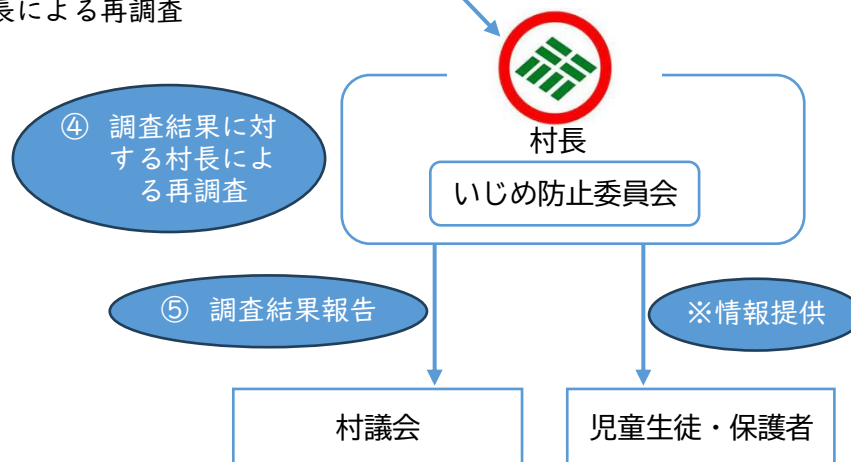 長による再調査
村長
④ 調査結果に対
する村長によ
る再調査
いじめ防止委員会
⑤ 調査結果報告
※情報提供
村議会
児童生徒・保護者